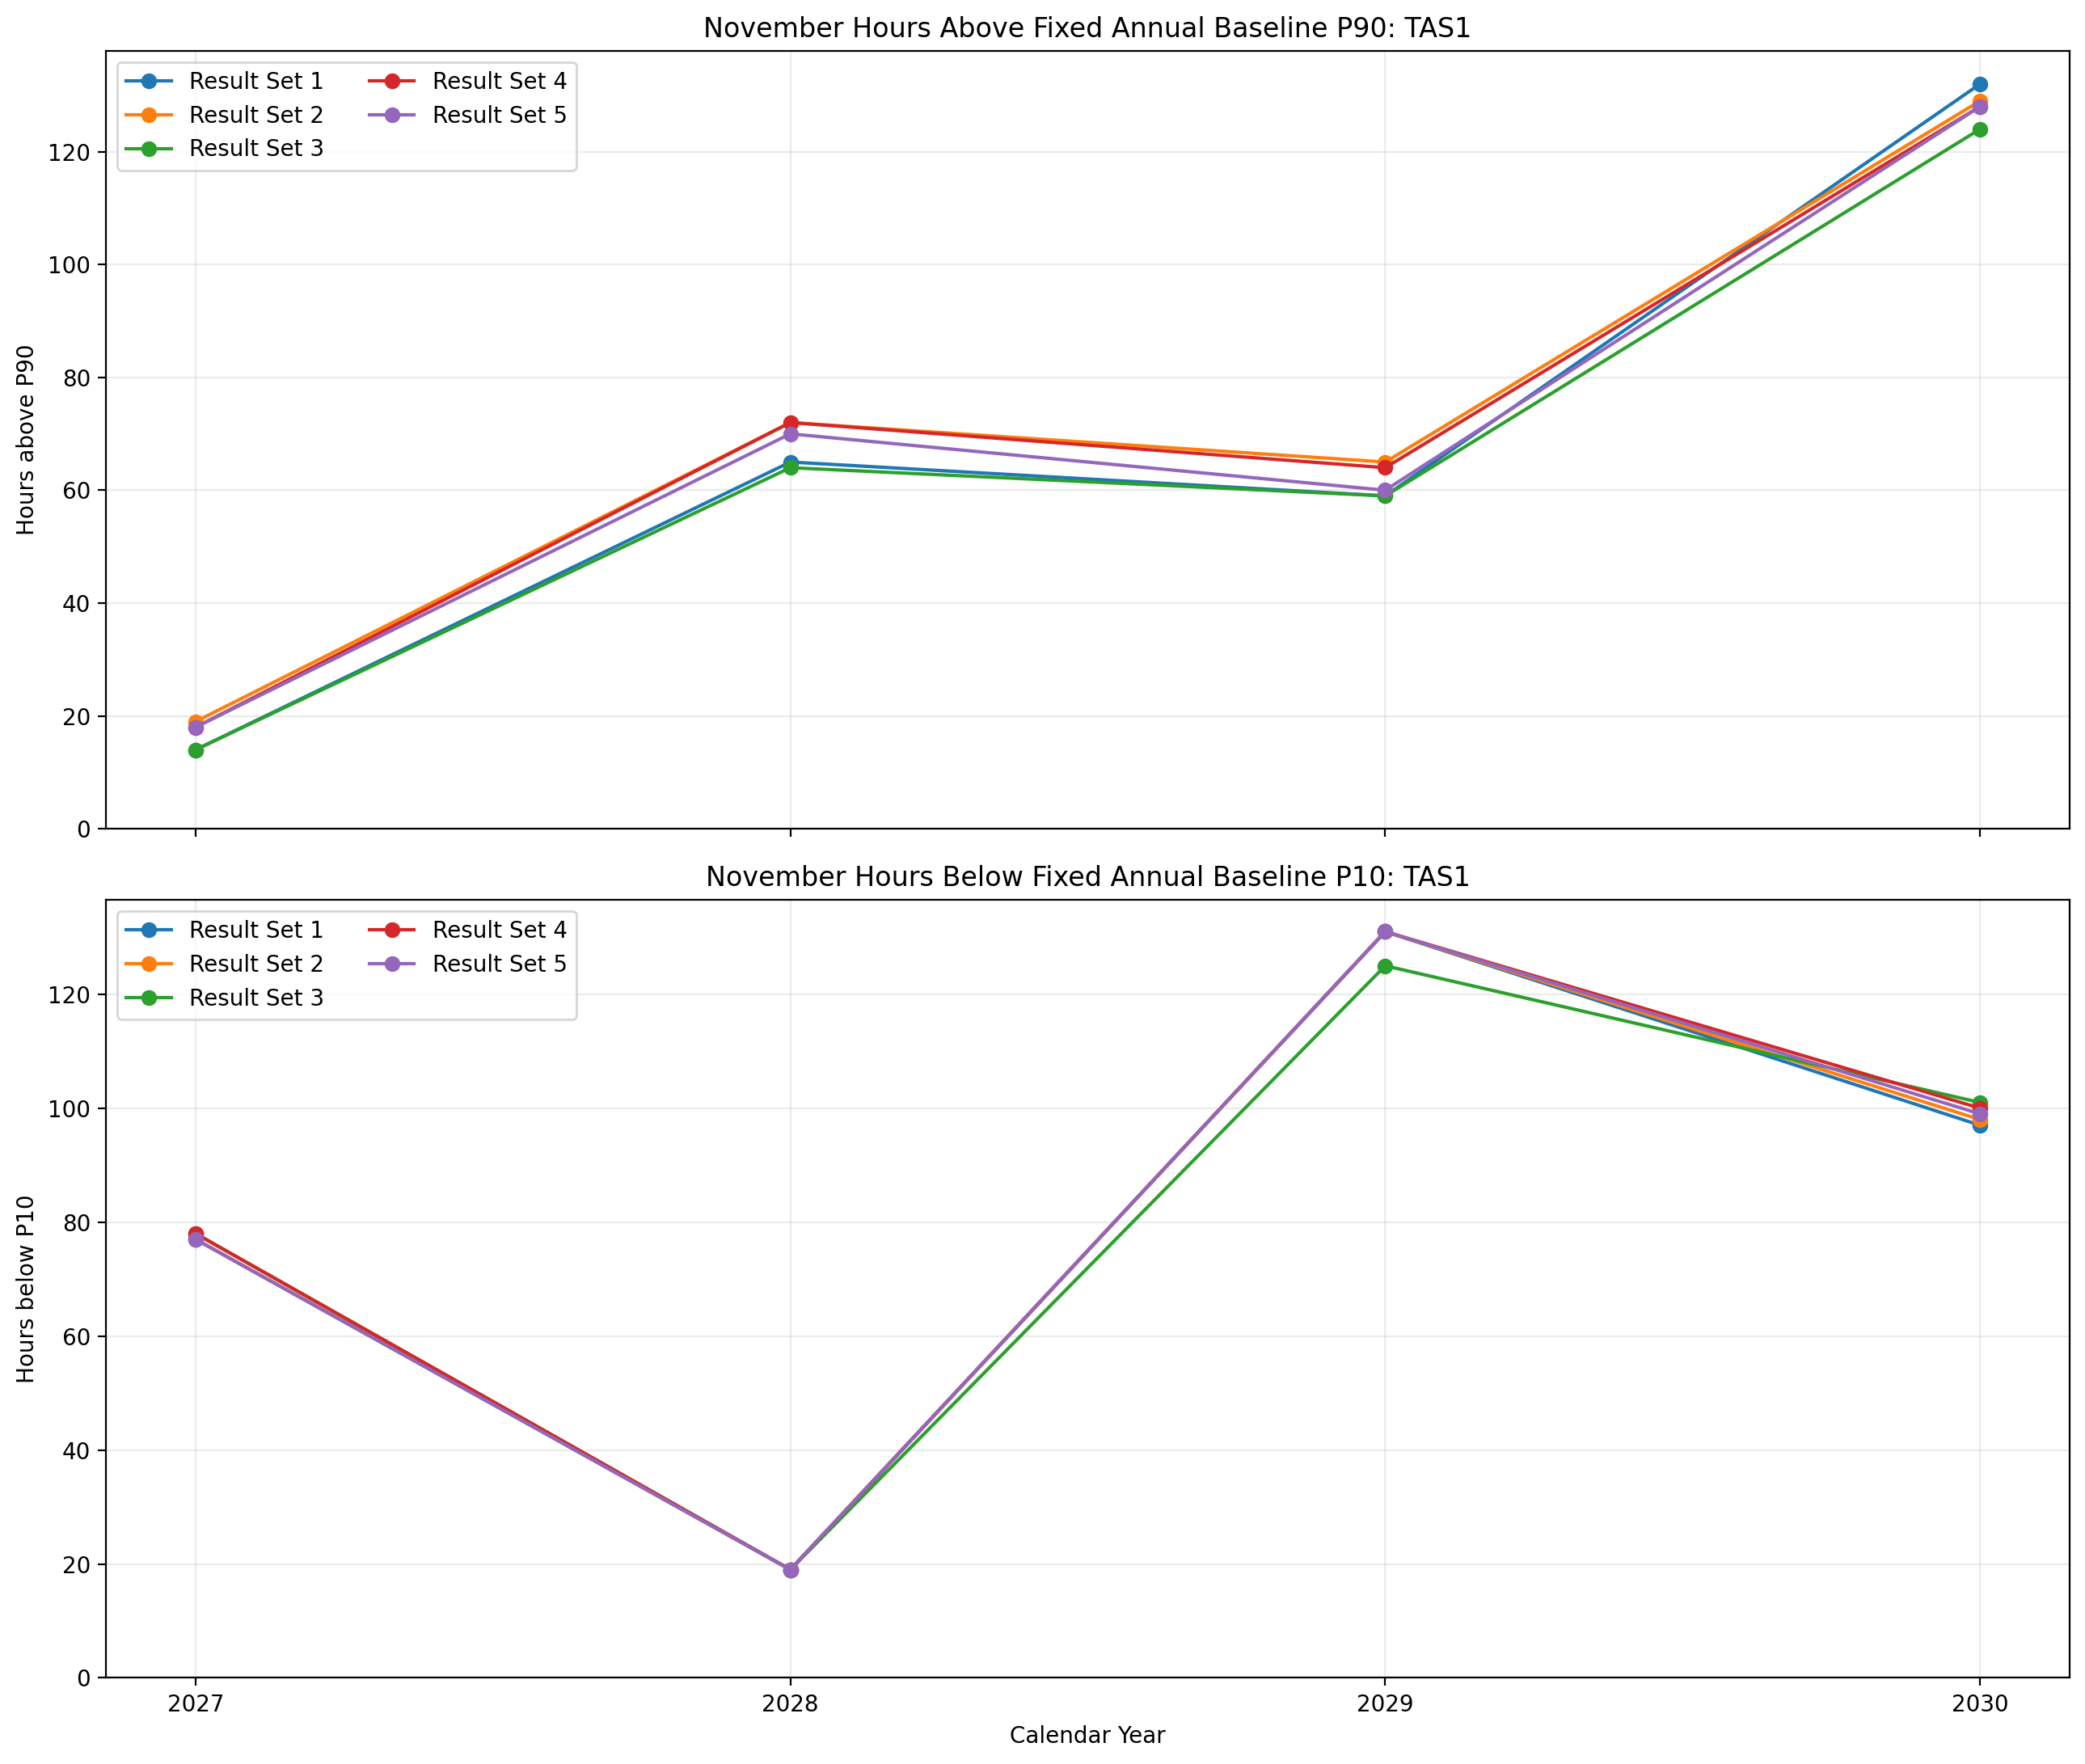 November Hours Above Fixed Annual Baseline P90: TAS1
Result Set 1
Result Set 2
Result Set 3
Result Set 4
Result Set 5
120
100
80
60
40
20
0
Hours above P90
November Hours Below Fixed Annual Baseline P10: TAS1
Result Set 1
Result Set 2
Result Set 3
Result Set 4
Result Set 5
120
100
80
60
40
20
0
Hours below P10
2027 2028 2029 2030
Calendar Year